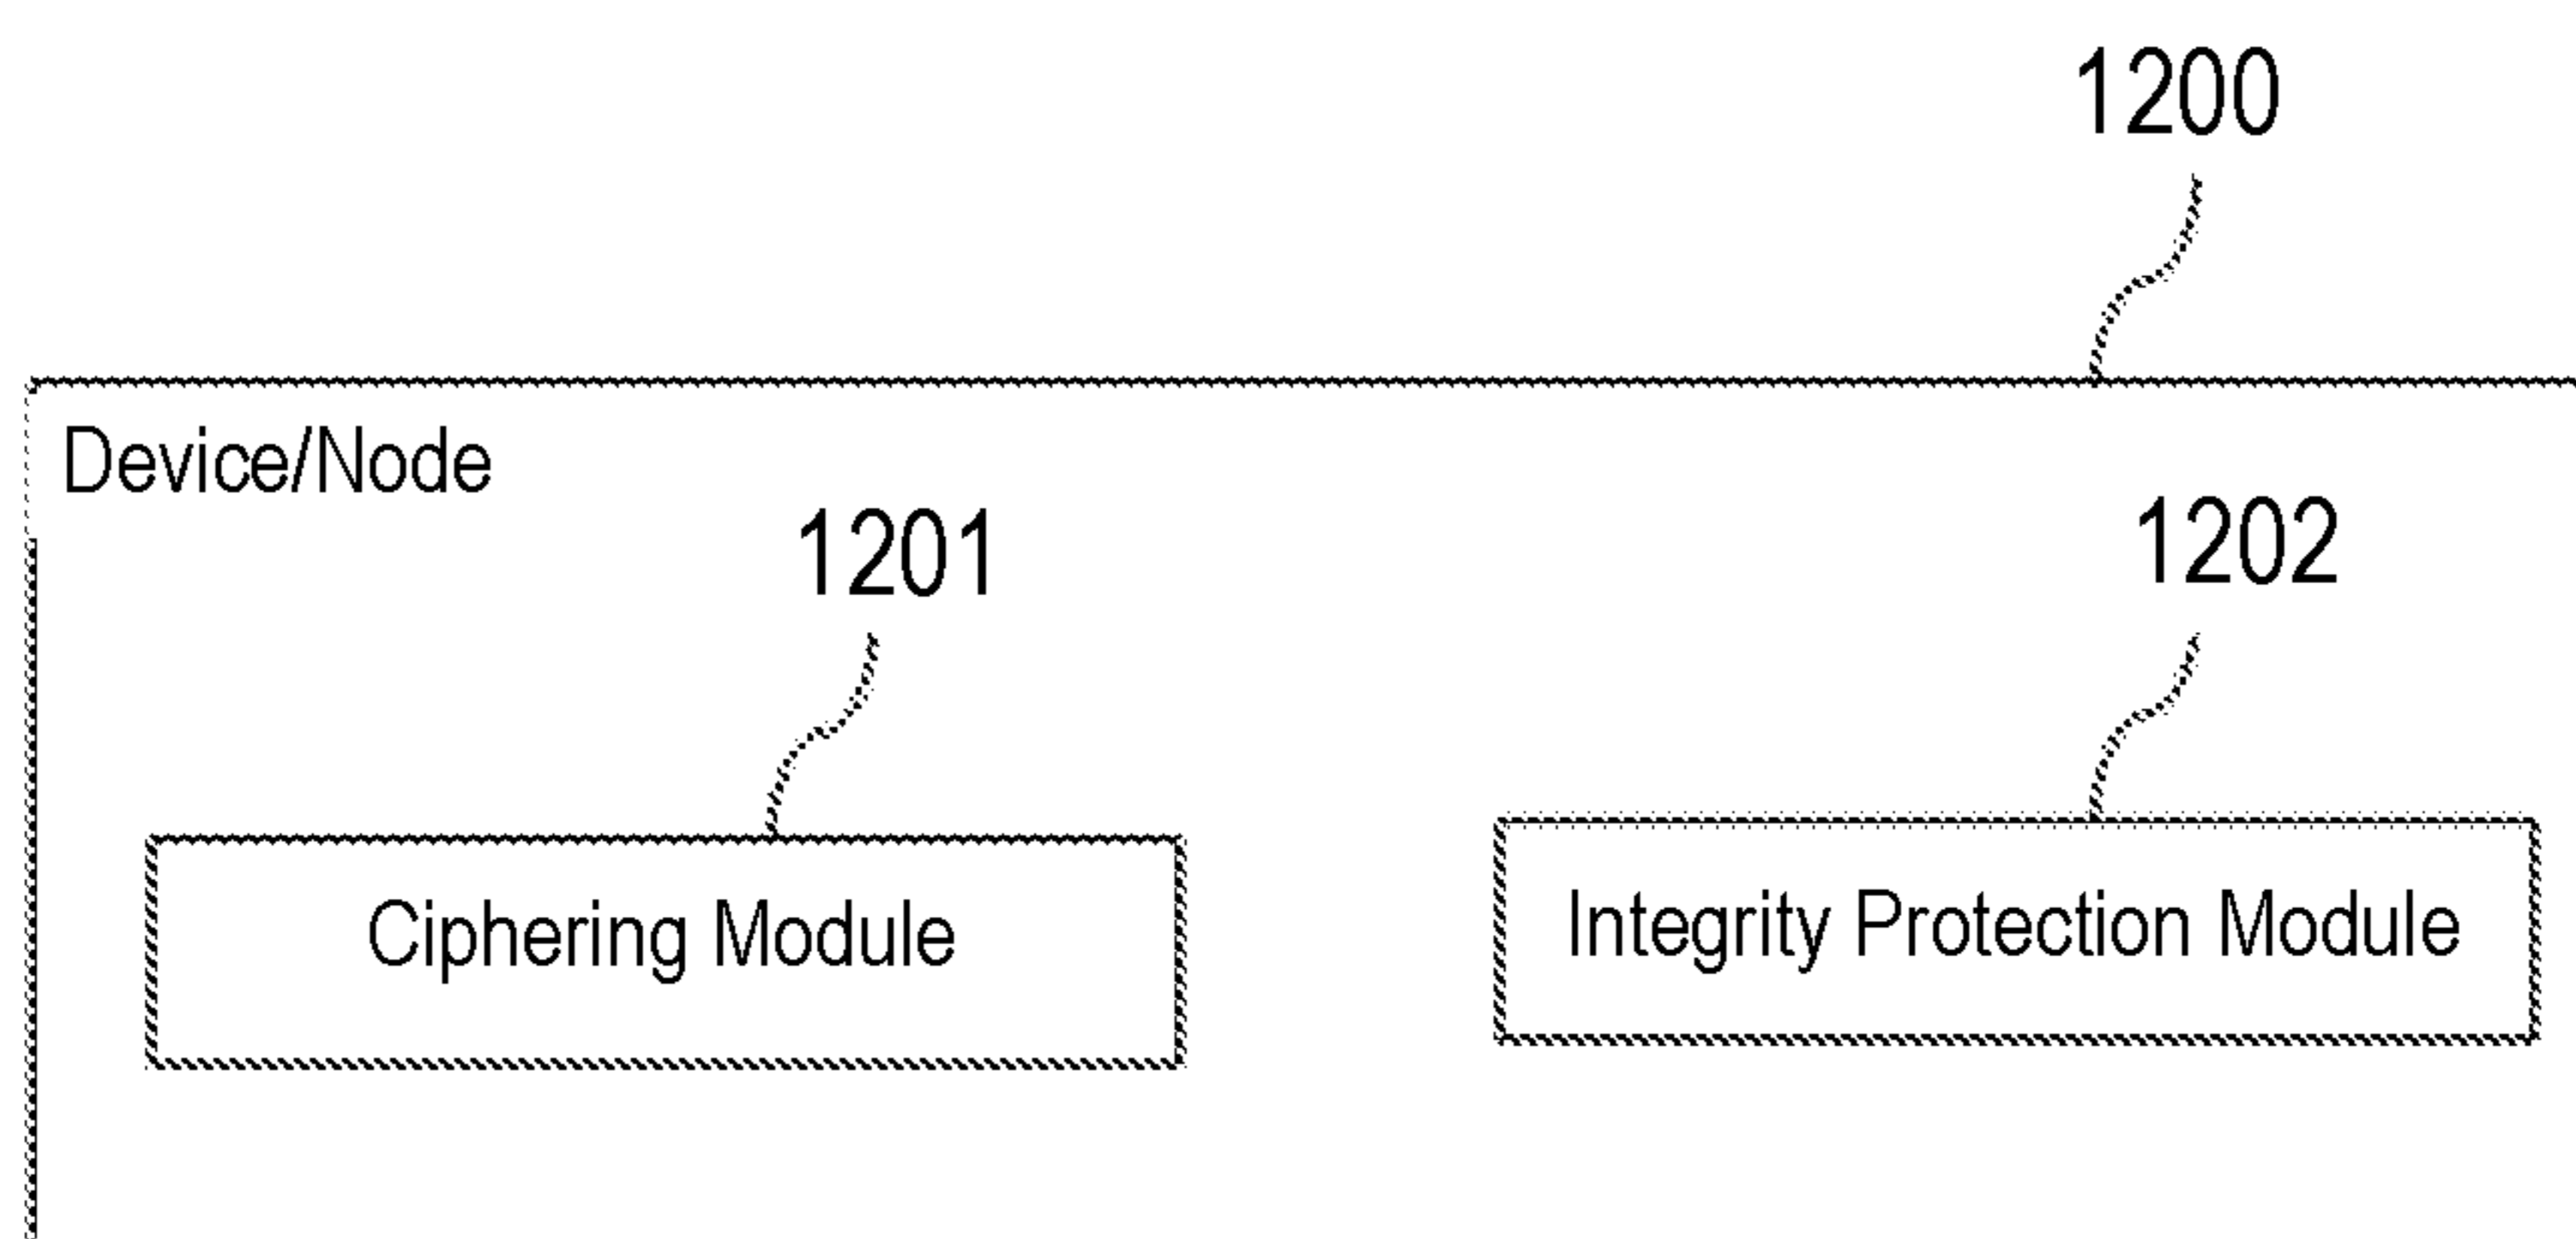 1200
Device/Node
1201
1202
Ciphering Module
Integrity Protection Module